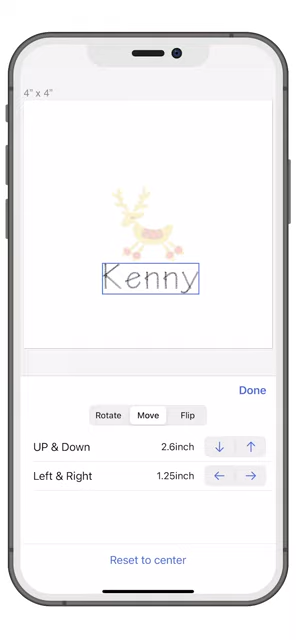 4" x 4"
Kenny
Done
Rotate Move Flip
UP & Down 2.6inch
Left & Right 1.25inch
Reset to center